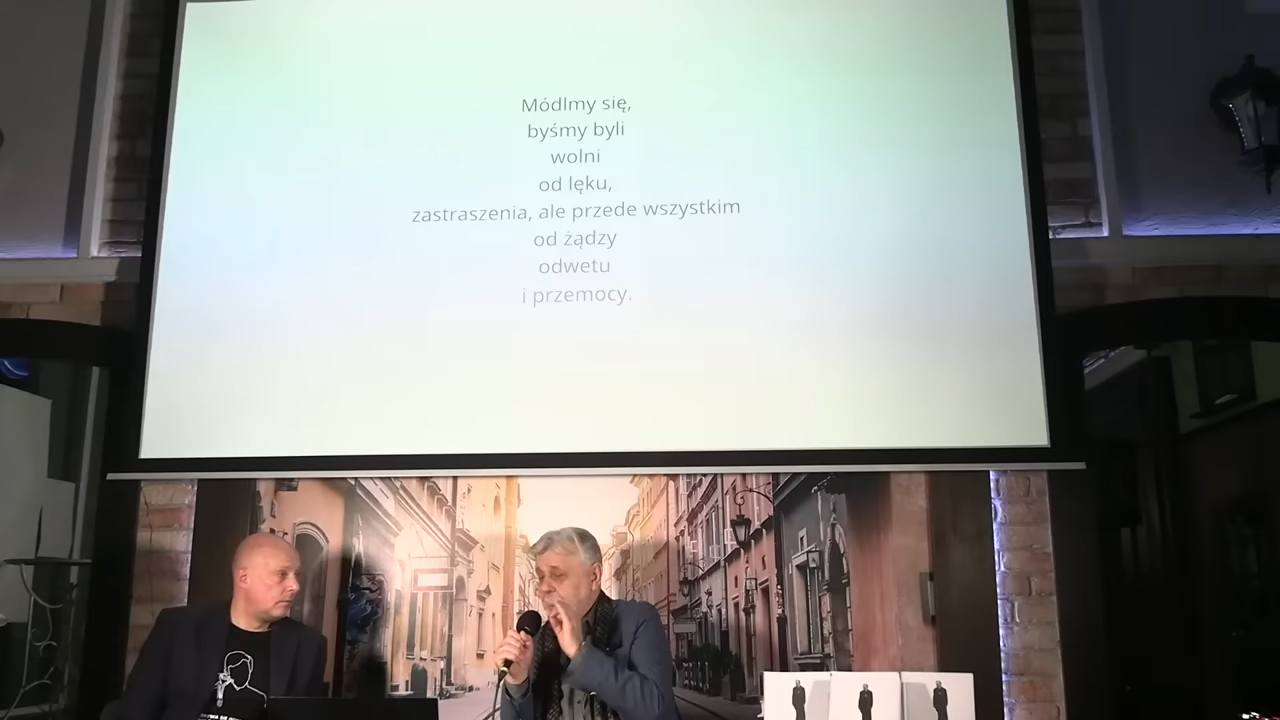 Módlmy się,
byśmy byli
wolni
od lęku,
zastraszenia, ale przede wszystkim
od żądzy
odwetu
i przemocy.